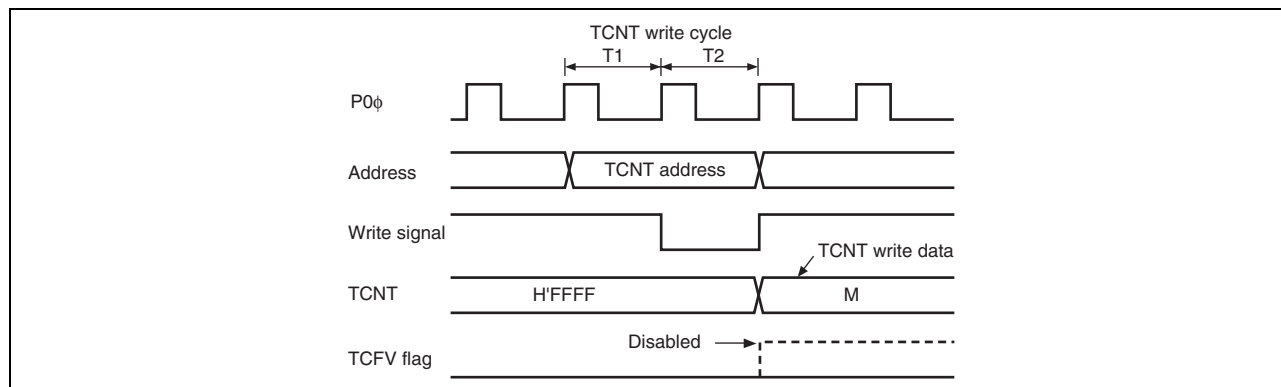 TCNT write cycle
T1 T2
P0ϕ
Address TCNT address
Write signal
TCNT write data
TCNT H'FFFF M
Disabled
TCFV flag